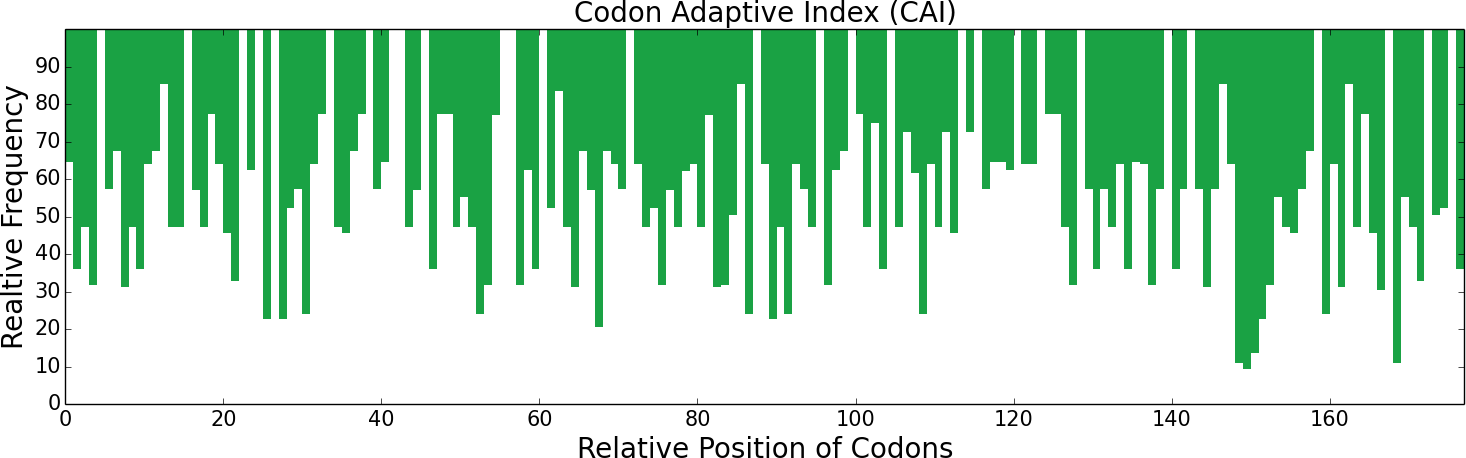 Codon Adaptive Index (CAI)
Realtive Frequency
90
80
70
60
50
40
30
20
10
0
0 20 40 60 80 100 120 140 160
Relative Position of Codons